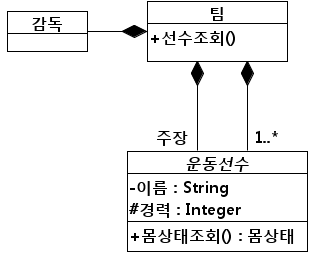 감독
팀
+선수조회()
주장
1..*
운동선수
-이름 : String
#경력 : Integer
+몸상태조회() : 몸상태